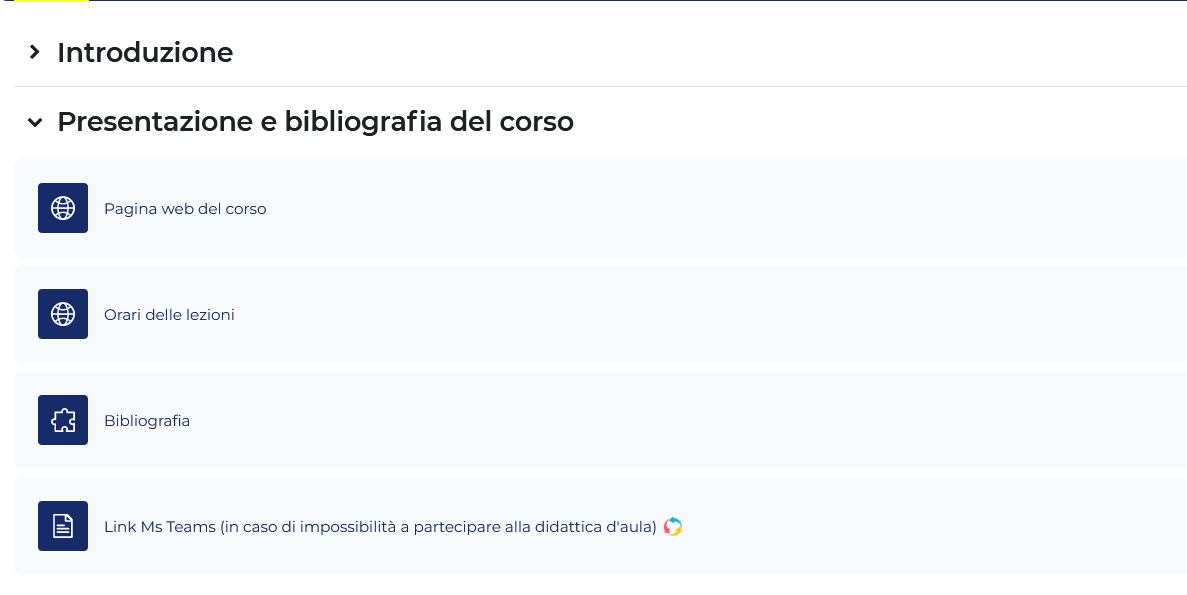 Introduzione
Presentazione e bibliografia del corso
Pagina web del corso
Orari delle lezioni
Bibliografia
Link Ms Teams (in caso di impossibilità a partecipare alla didattica d'aula)